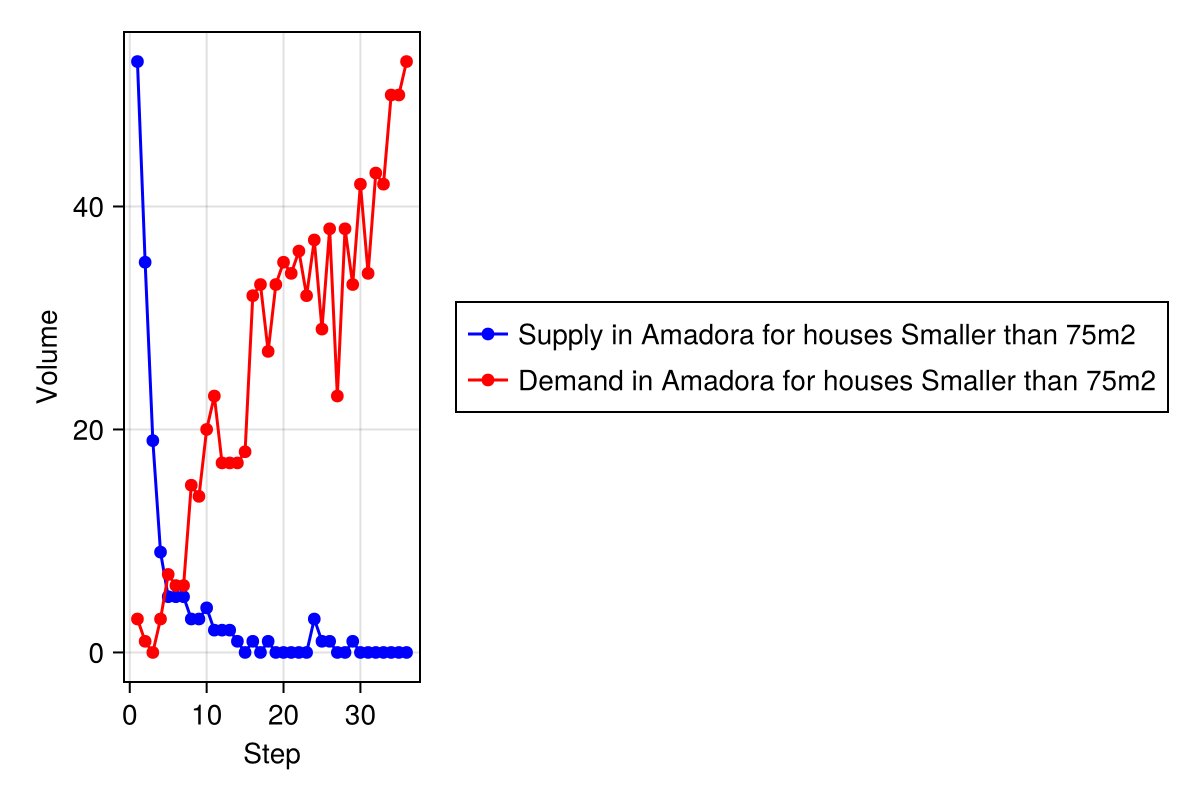 Volume
40
20
0
0 10 20 30
Step
Supply in Amadora for houses Smaller than 75m2
Demand in Amadora for houses Smaller than 75m2